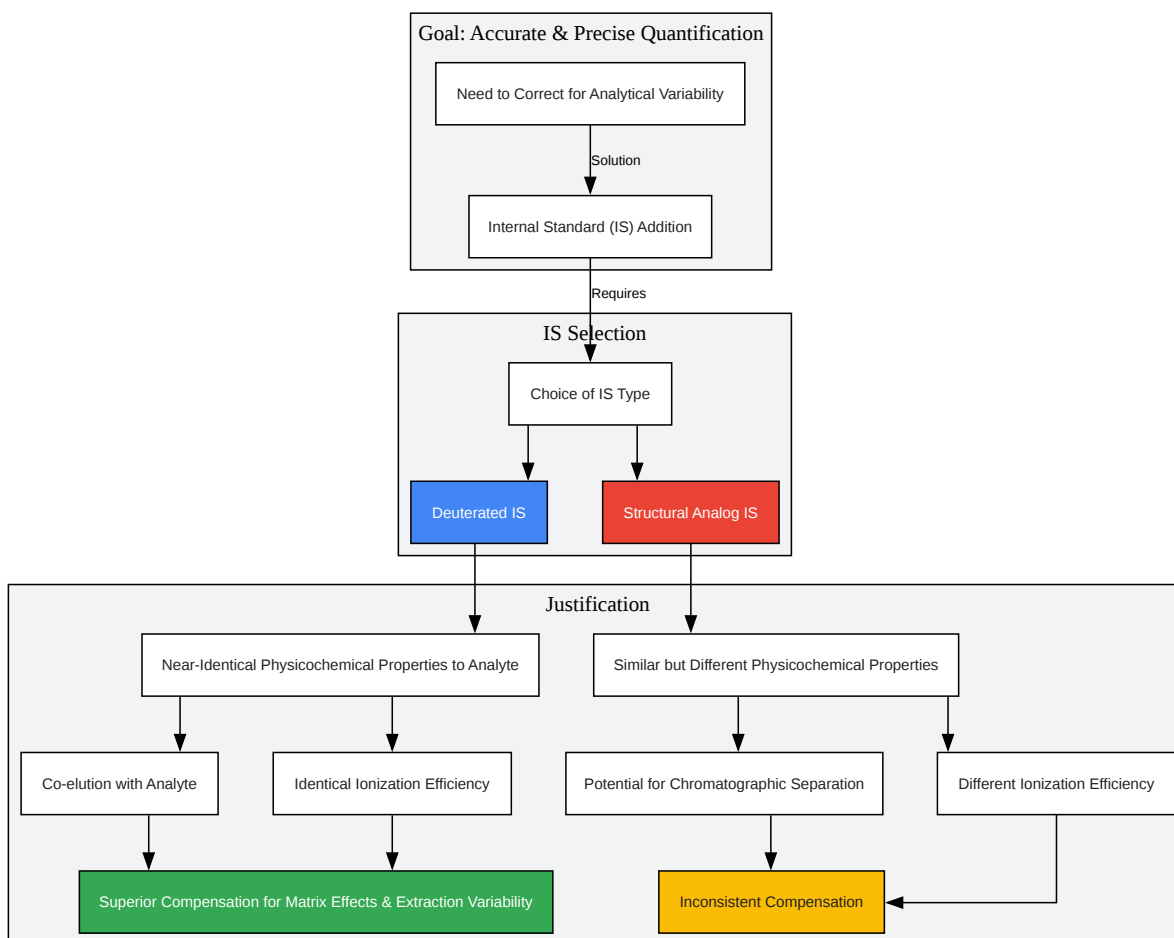 Goal: Accurate & Precise Quantification
Need to Correct for Analytical Variability
Solution
Internal Standard (IS) Addition
Requires
IS Selection
Choice of IS Type
Deuterated IS
Structural Analog IS
Justification
Near-Identical Physicochemical Properties to Analyte
Similar but Different Physicochemical Properties
Co-elution with Analyte
Identical Ionization Efficiency
Potential for Chromatographic Separation
Different Ionization Efficiency
Superior Compensation for Matrix Effects & Extraction Variability
Inconsistent Compensation